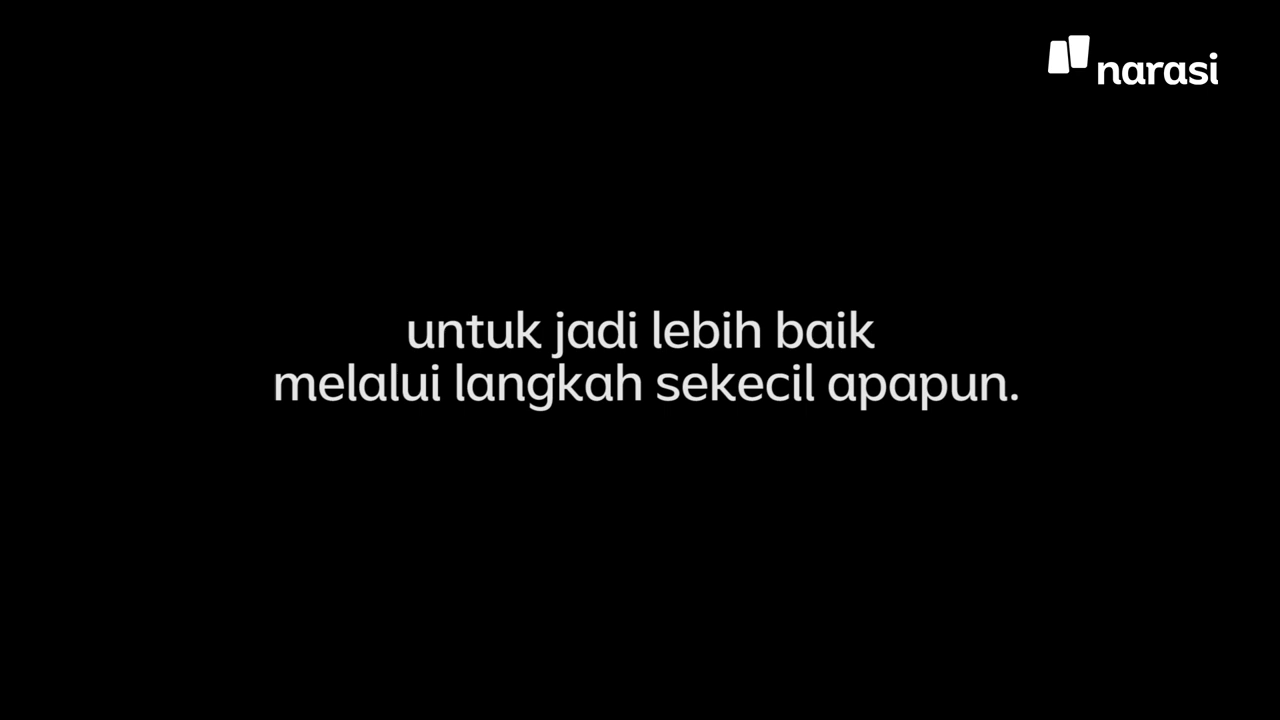 narasi
untuk jadi lebih baik
melalui langkah sekecil apapun.